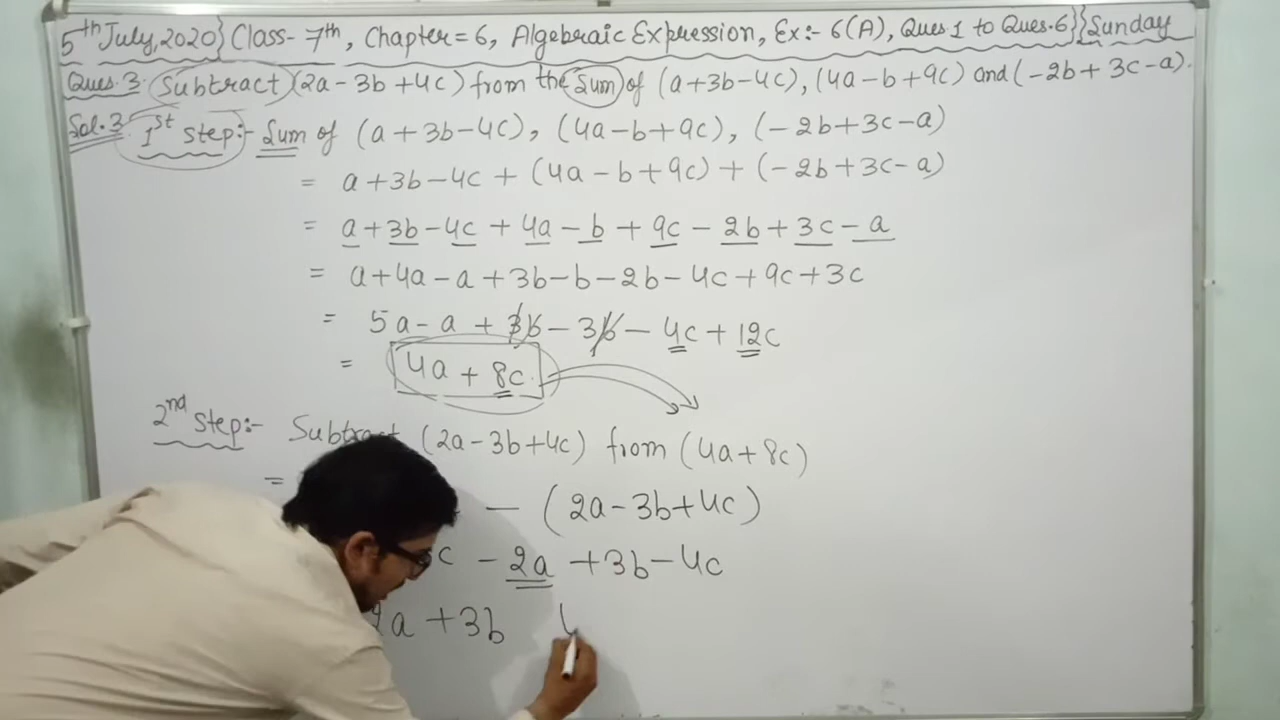 5th July, 2020} Class- 7th, Chapter = 6, Algebraic Expression, Ex:- 6(A), Ques.1 to Ques.6}{Sunday
Ques.3. Subtract (2a - 3b + 4c) from the Sum of (a+3b-4c), (4a-b+9c) and (-2b+3c-a).
Sol.3. 1st step:- Sum of (a+3b-4c), (4a-b+9c), (-2b+3c-a)
= a+3b-4c + (4a-b+9c) + (-2b+3c-a)
= a+3b-4c + 4a-b + 9c - 2b + 3c - a
= a+4a-a+3b-b-2b-4c+9c+3c
= 5a-a + 3b - 3b - 4c + 12c
= 4a + 8c.
2nd step:- Subtract (2a-3b+4c) from (4a+8c)
= - (2a-3b+4c)
c - 2a +3b-4c
2a +3b